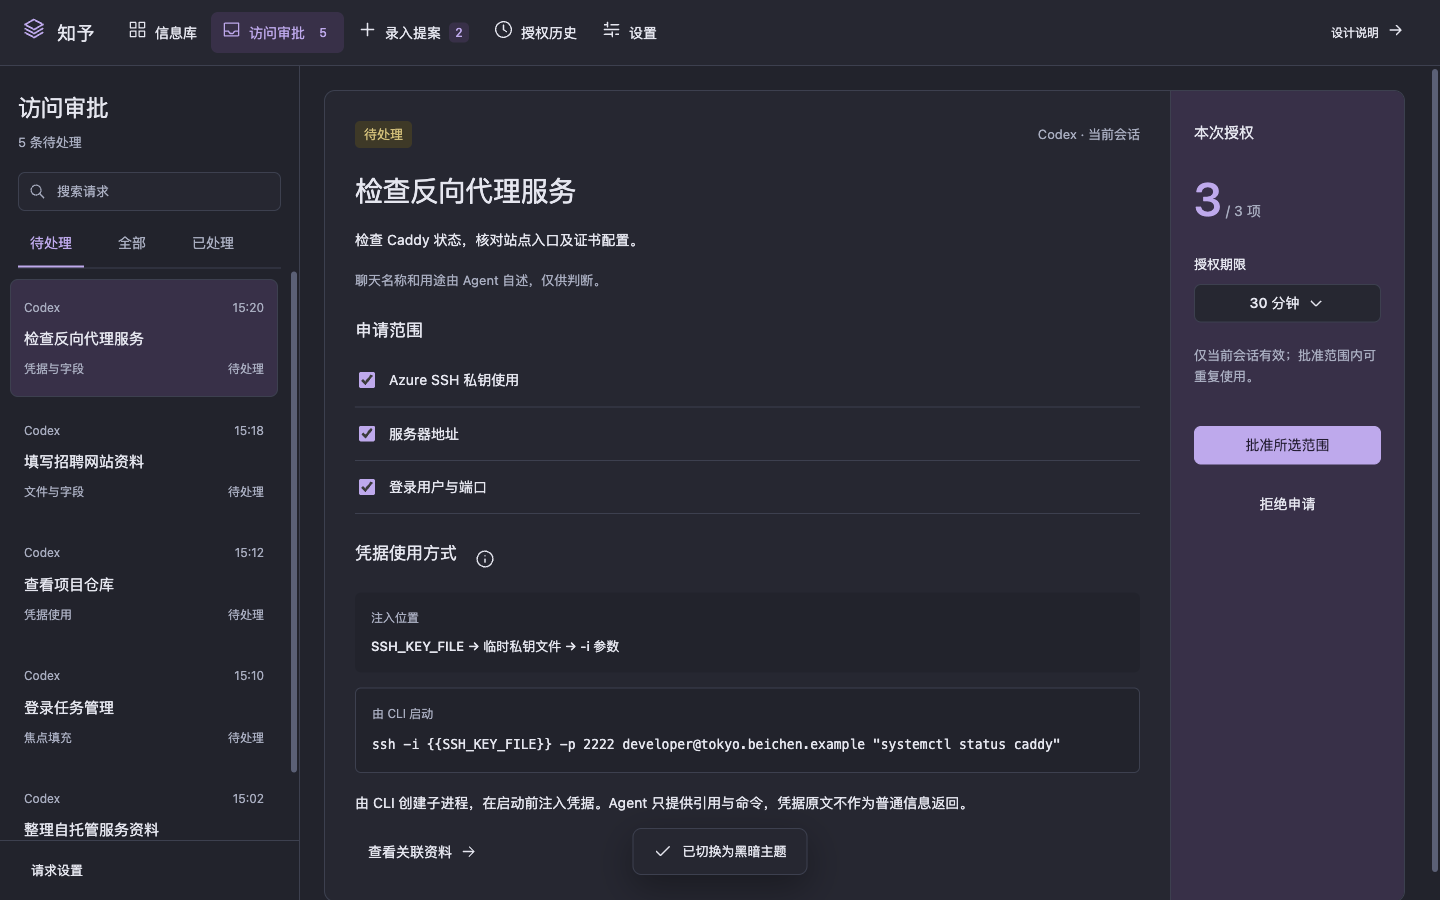 知予
信息库
访问审批 5
录入提案 2
授权历史
设置
设计说明
访问审批
5 条待处理
搜索请求
待处理
全部
已处理
Codex 15:20
检查反向代理服务
凭据与字段 待处理
Codex 15:18
填写招聘网站资料
文件与字段 待处理
Codex 15:12
查看项目仓库
凭据使用 待处理
Codex 15:10
登录任务管理
焦点填充 待处理
Codex 15:02
整理自托管服务资料
请求设置
待处理
Codex · 当前会话
检查反向代理服务
检查 Caddy 状态，核对站点入口及证书配置。
聊天名称和用途由 Agent 自述，仅供判断。
申请范围
Azure SSH 私钥使用
服务器地址
登录用户与端口
凭据使用方式
注入位置
SSH_KEY_FILE → 临时私钥文件 → -i 参数
由 CLI 启动
ssh -i {{SSH_KEY_FILE}} -p 2222 developer@tokyo.beichen.example "systemctl status caddy"
由 CLI 创建子进程，在启动前注入凭据。Agent 只提供引用与命令，凭据原文不作为普通信息返回。
查看关联资料
已切换为黑暗主题
本次授权
3 / 3 项
授权期限
30 分钟
仅当前会话有效；批准范围内可
重复使用。
批准所选范围
拒绝申请